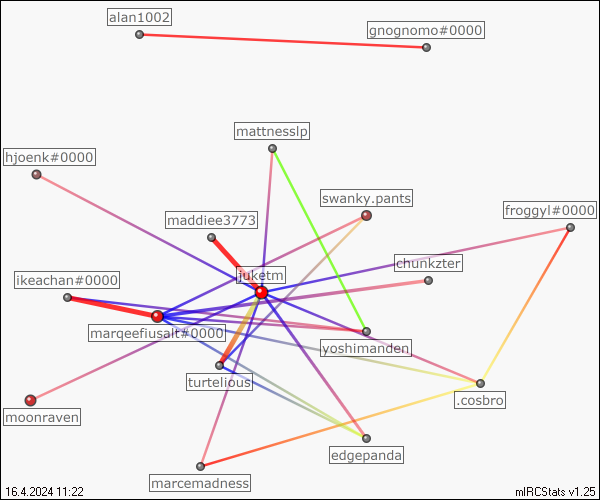 alan1002
gnognomo#0000
mattnesslp
hjoenk#0000
swanky.pants
froggyl#0000
maddiee3773
chunkzter
juketm
ikeachan#0000
marqeefiusalt#0000
yoshimanden
turtelious
.cosbro
moonraven
edgepanda
marcemadness
16.4.2024 11:22
mIRCStats v1.25